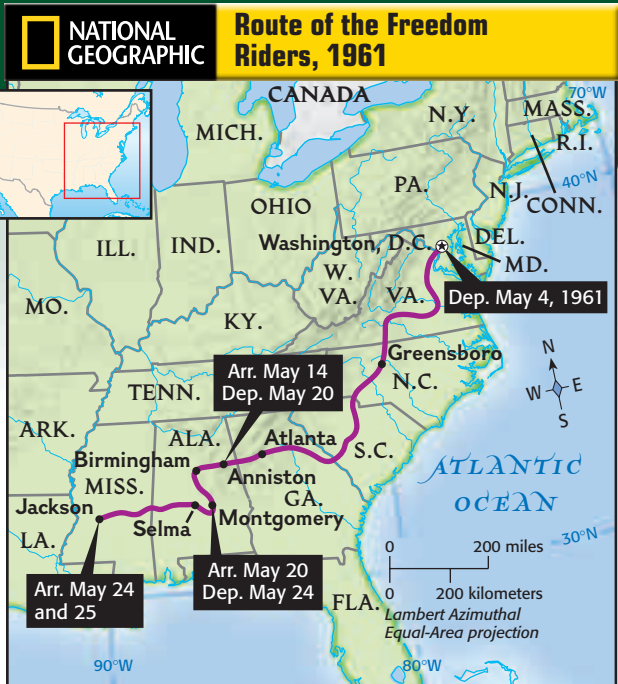 NATIONAL
GEOGRAPHIC
Route of the Freedom
Riders, 1961
CANADA
70°W
MASS.
N.Y.
MICH.
R.I.
PA.
40°N
N.J.
CONN.
OHIO
ILL.
IND.
Washington, D.C.
DEL.
MD.
W.
VA.
VA.
Dep. May 4, 1961
MO.
KY.
Greensboro
N.C.
N
W
E
S
Arr. May 14
Dep. May 20
TENN.
ARK.
ALA.
Atlanta
S.C.
Birmingham
Anniston
ATLANTIC
OCEAN
MISS.
GA.
Jackson
Selma
Montgomery
LA.
30°N
0
200 miles
0
200 kilometers
Lambert Azimuthal
Equal-Area projection
Arr. May 24
and 25
Arr. May 20
Dep. May 24
FLA.
90°W
80°W